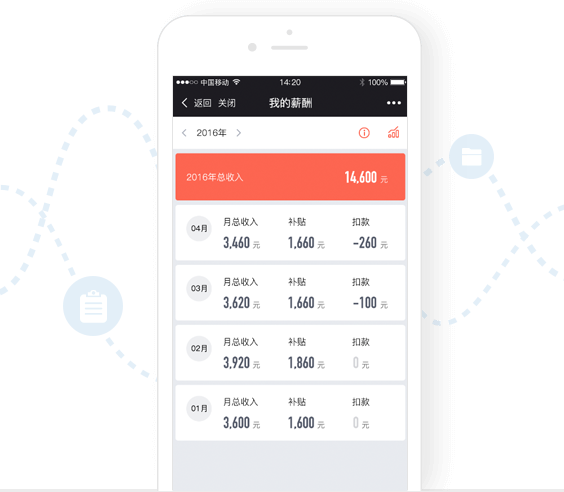 中国移动 14:20 100%
返回 关闭 我的薪酬
2016年
2016年总收入 14,600 元
04月 月总收入 补贴 扣款
3,460 元 1,660 元 -260 元
03月 月总收入 补贴 扣款
3,620 元 1,660 元 -100 元
02月 月总收入 补贴 扣款
3,920 元 1,860 元 0 元
01月 月总收入 补贴 扣款
3,600 元 1,600 元 0 元